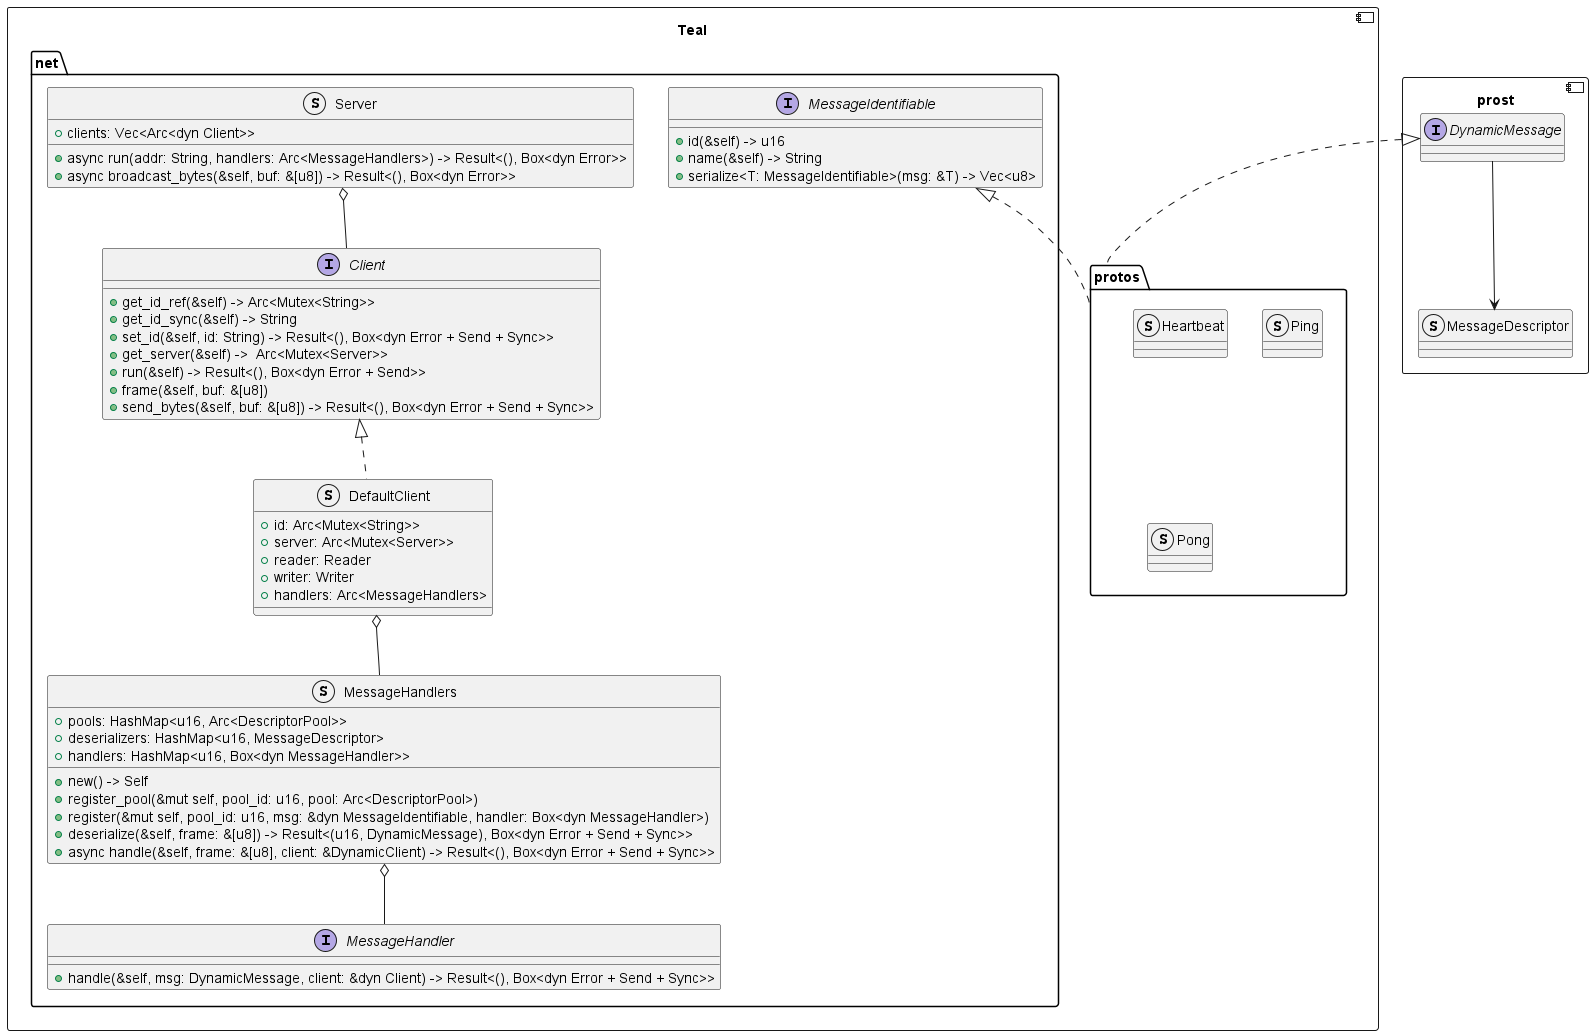 Teal
net
S Server
clients: Vec<Arc<dyn Client>>
async run(addr: String, handlers: Arc<MessageHandlers>) -> Result<(), Box<dyn Error>>
async broadcast_bytes(&self, buf: &[u8]) -> Result<(), Box<dyn Error>>
I MessageIdentifiable
id(&self) -> u16
name(&self) -> String
serialize<T: MessageIdentifiable>(msg: &T) -> Vec<u8>
I Client
get_id_ref(&self) -> Arc<Mutex<String>>
get_id_sync(&self) -> String
set_id(&self, id: String) -> Result<(), Box<dyn Error + Send + Sync>>
get_server(&self) ->  Arc<Mutex<Server>>
run(&self) -> Result<(), Box<dyn Error + Send>>
frame(&self, buf: &[u8])
send_bytes(&self, buf: &[u8]) -> Result<(), Box<dyn Error + Send + Sync>>
S DefaultClient
id: Arc<Mutex<String>>
server: Arc<Mutex<Server>>
reader: Reader
writer: Writer
handlers: Arc<MessageHandlers>
S MessageHandlers
pools: HashMap<u16, Arc<DescriptorPool>>
deserializers: HashMap<u16, MessageDescriptor>
handlers: HashMap<u16, Box<dyn MessageHandler>>
new() -> Self
register_pool(&mut self, pool_id: u16, pool: Arc<DescriptorPool>)
register(&mut self, pool_id: u16, msg: &dyn MessageIdentifiable, handler: Box<dyn MessageHandler>)
deserialize(&self, frame: &[u8]) -> Result<(u16, DynamicMessage), Box<dyn Error + Send + Sync>>
async handle(&self, frame: &[u8], client: &DynamicClient) -> Result<(), Box<dyn Error + Send + Sync>>
I MessageHandler
handle(&self, msg: DynamicMessage, client: &dyn Client) -> Result<(), Box<dyn Error + Send + Sync>>
protos
S Heartbeat
S Ping
S Pong
prost
I DynamicMessage
S MessageDescriptor